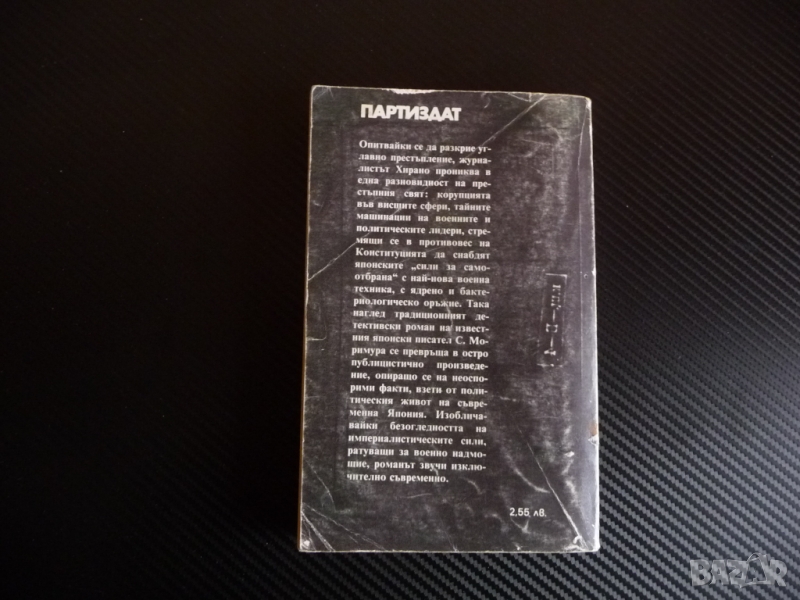 ПАРТИЗДАТ
Опитвайки се да разкрие уг-
лавно престъпление, журна-
листът Хирано прониква в
една разновидност на пре-
стъпния свят: корупцията
във висшите сфери, тайните
машинации на военните и
политическите лидери, стре-
мящи се в противовес на
Конституцията да снабдят
японските „сили за само-
отбрана“ с най-нова военна
техника, с ядрено и бакте-
риологическо оръжие. Така
наглед традиционният де-
тективски роман на извест-
ния японски писател С. Мо-
римура се превръща в остро
публицистично произведе-
ние, опиращо се на неоспо-
рими факти, взети от поли-
тическия живот на съвре-
менна Япония. Изоблича-
вайки безогледността на
империалистическите сили,
ратуващи за военно надмо-
щие, романът звучи изклю-
чително съвременно.
2,55 лв.
BAZAR